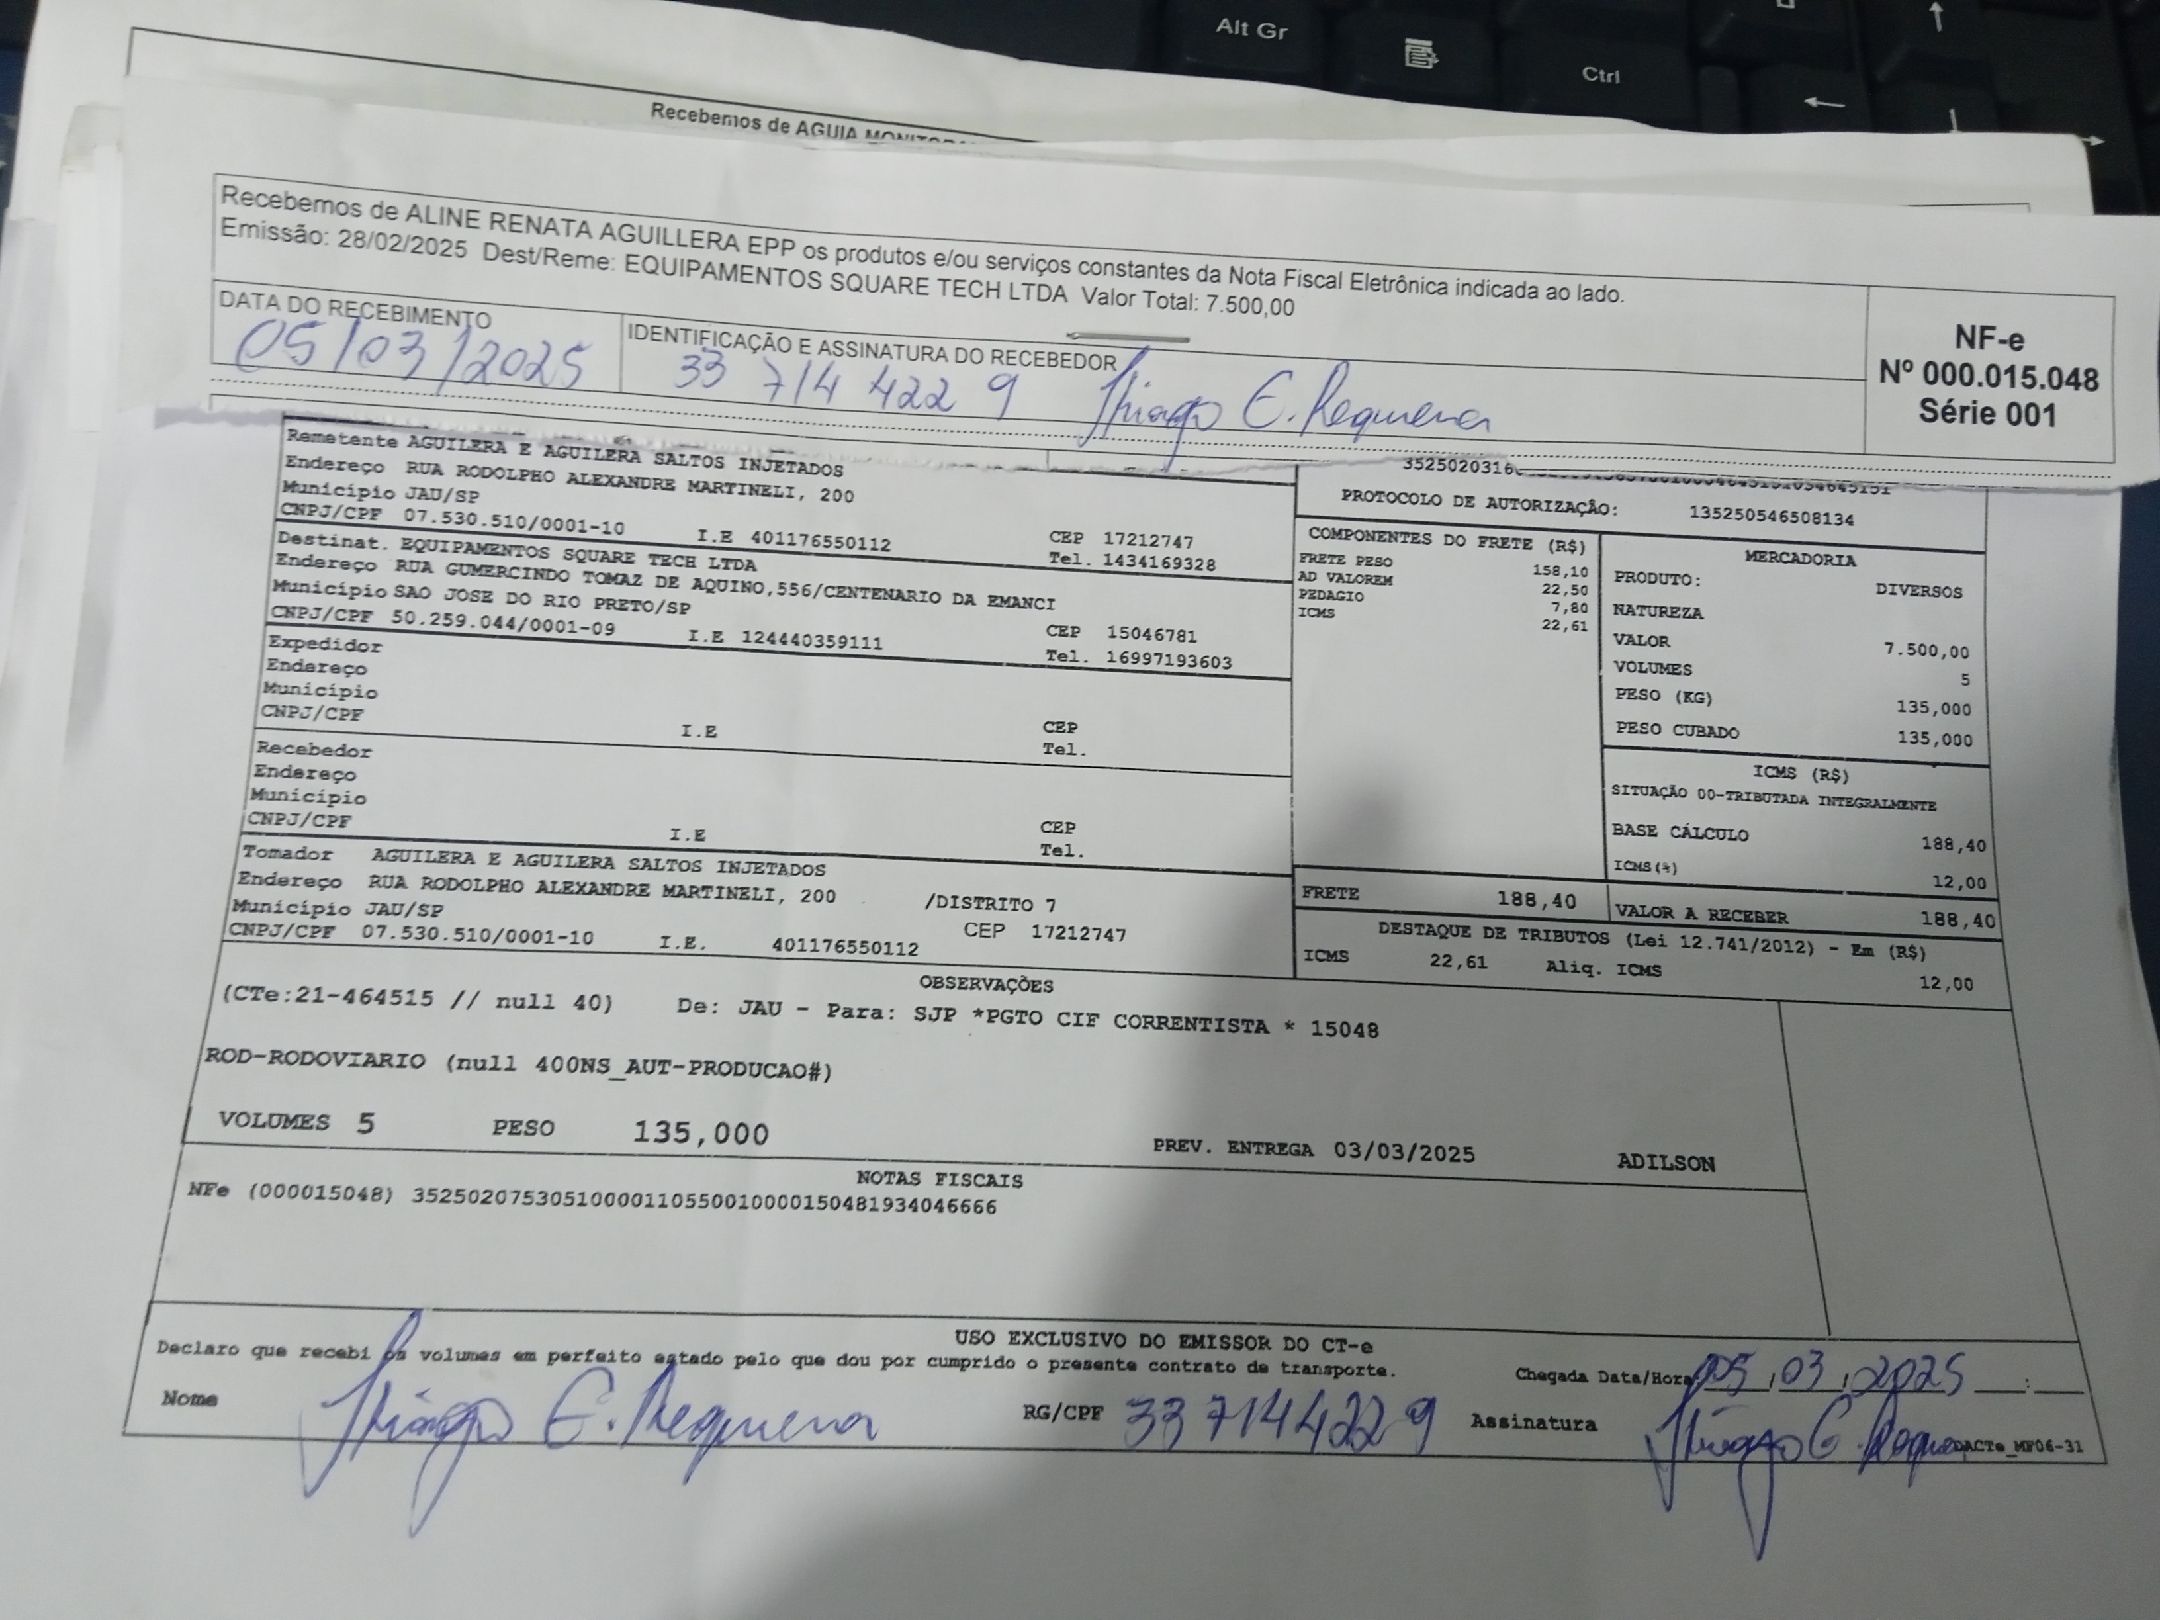 Alt Gr
Ctrl
Recebemos de AGUIA
Recebemos de ALINE RENATA AGUILLERA EPP os produtos e/ou serviços constantes da Nota Fiscal Eletrônica indicada ao lado.
Emissão: 28/02/2025 Dest/Reme: EQUIPAMENTOS SQUARE TECH LTDA Valor Total: 7.500,00
DATA DO RECEBIMENTO
05/03/2025
IDENTIFICAÇÃO E ASSINATURA DO RECEBEDOR
33 714 422 9 Thiago E. Requena
NF-e
Nº 000.015.048
Série 001
Remetente AGUILERA E AGUILERA SALTOS INJETADOS
Endereço RUA RODOLPHO ALEXANDRE MARTINELI, 200
Município JAU/SP
CEP 17212747
CNPJ/CPF 07.530.510/0001-10 I.E 401176550112 Tel. 1434169328
Destinat. EQUIPAMENTOS SQUARE TECH LTDA
Endereço RUA GUMERCINDO TOMAZ DE AQUINO,556/CENTENARIO DA EMANCI
Município SAO JOSE DO RIO PRETO/SP CEP 15046781
CNPJ/CPF 50.259.044/0001-09 I.E 124440359111 Tel. 16997193603
Expedidor
Endereço
Município CEP
CNPJ/CPF I.E Tel.
Recebedor
Endereço
Município CEP
CNPJ/CPF I.E Tel.
Tomador AGUILERA E AGUILERA SALTOS INJETADOS
Endereço RUA RODOLPHO ALEXANDRE MARTINELI, 200 /DISTRITO 7
Município JAU/SP CEP 17212747
CNPJ/CPF 07.530.510/0001-10 I.E. 401176550112
PROTOCOLO DE AUTORIZAÇÃO: 135250546508134
COMPONENTES DO FRETE (R$)
FRETE PESO 158,10
AD VALOREM 22,50
PEDAGIO 7,80
ICMS 22,61
MERCADORIA
PRODUTO: DIVERSOS
NATUREZA
VALOR 7.500,00
VOLUMES 5
PESO (KG) 135,000
PESO CUBADO 135,000
ICMS (R$)
SITUAÇÃO 00-TRIBUTADA INTEGRALMENTE
BASE CÁLCULO 188,40
ICMS(%) 12,00
FRETE 188,40 VALOR A RECEBER 188,40
DESTAQUE DE TRIBUTOS (Lei 12.741/2012) - Em (R$)
ICMS 22,61 Aliq. ICMS 12,00
OBSERVAÇÕES
(CTe:21-464515 // null 40) De: JAU - Para: SJP *PGTO CIF CORRENTISTA * 15048
ROD-RODOVIARIO (null 400NS_AUT-PRODUCAO#)
VOLUMES 5 PESO 135,000 PREV. ENTREGA 03/03/2025 ADILSON
NOTAS FISCAIS
NFe (000015048) 35250207530510000110550010000150481934046666
USO EXCLUSIVO DO EMISSOR DO CT-e
Declaro que recebi os volumes em perfeito estado pelo que dou por cumprido o presente contrato de transporte.
Chegada Data/Hora 05/03/2025 __:__
Nome Thiago E. Requena RG/CPF 33 714422 9 Assinatura Thiago E. Requena
DACTe_MF06-31